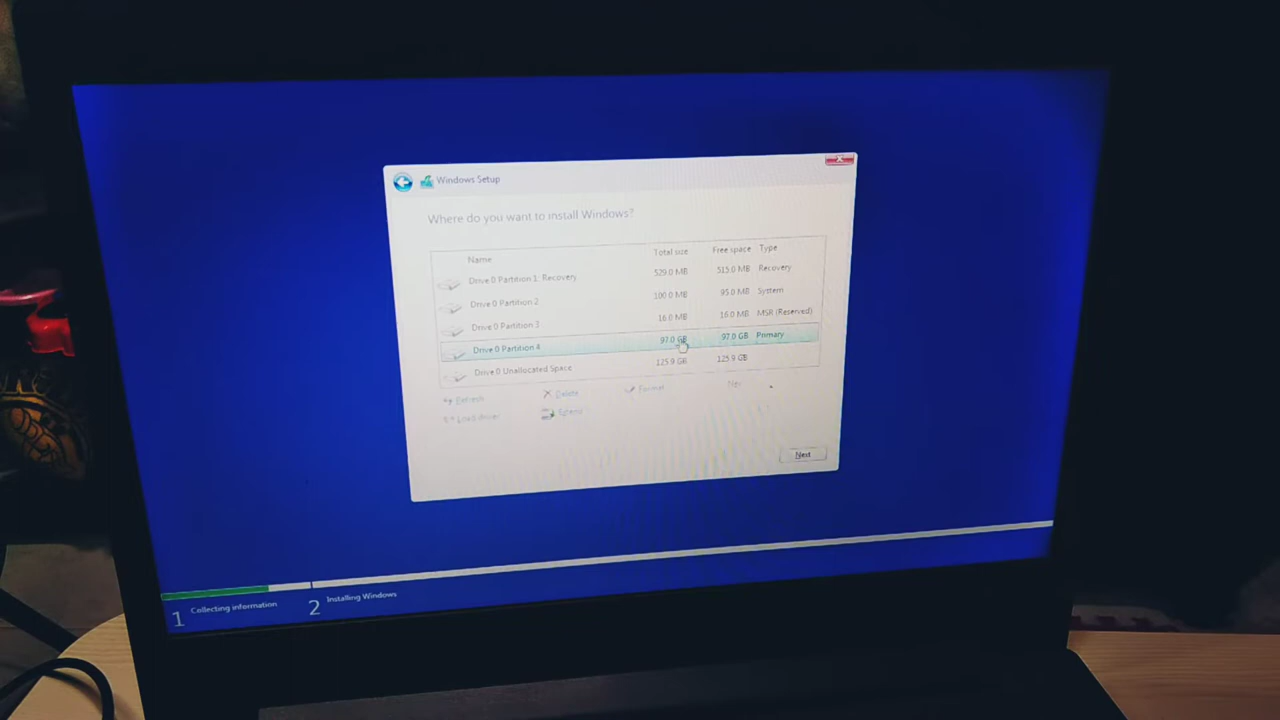 Windows Setup
Where do you want to install Windows?
Name Total size Free space Type
Drive 0 Partition 1: Recovery 529.0 MB 515.0 MB Recovery
Drive 0 Partition 2 100.0 MB 95.0 MB System
Drive 0 Partition 3 16.0 MB 16.0 MB MSR (Reserved)
Drive 0 Partition 4 97.0 GB 97.0 GB Primary
Drive 0 Unallocated Space 125.9 GB 125.9 GB
Refresh Delete Format New
Load driver Extend
Next
1 Collecting information 2 Installing Windows